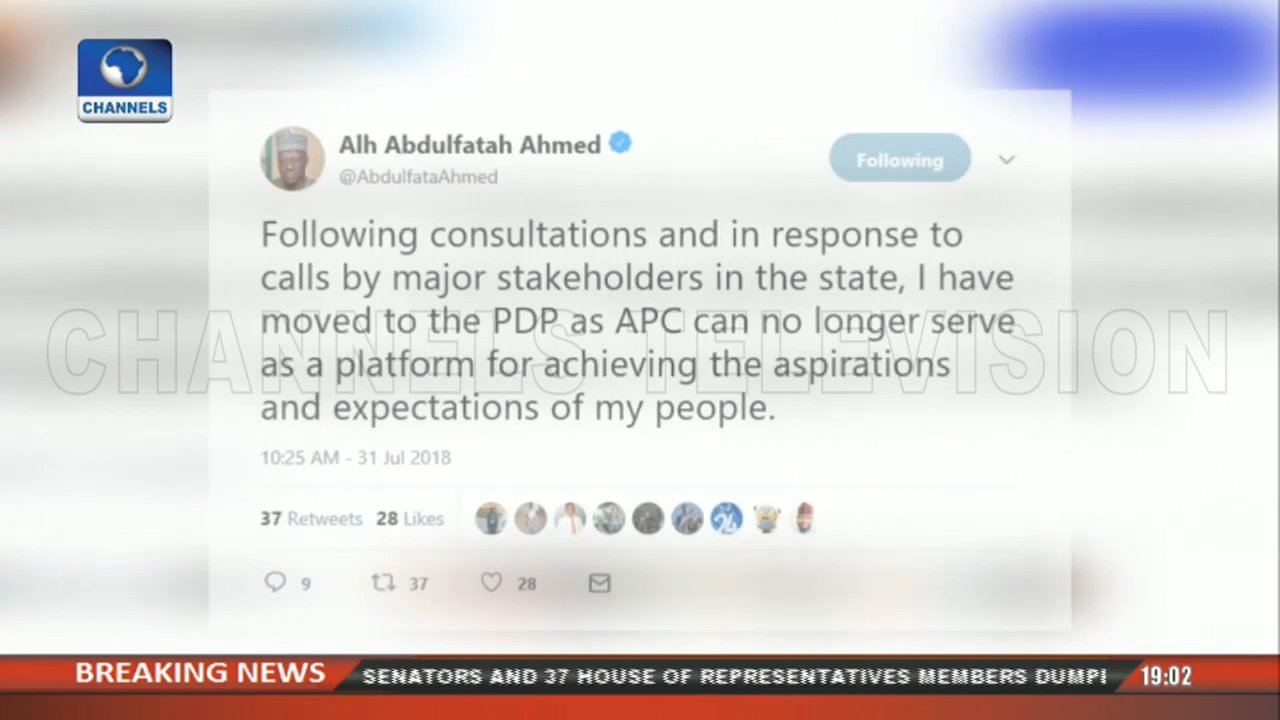 CHANNELS
Alh Abdulfatah Ahmed
@AbdulfataAhmed
Following
Following consultations and in response to
calls by major stakeholders in the state, I have
moved to the PDP as APC can no longer serve
as a platform for achieving the aspirations
and expectations of my people.
CHANNELS TELEVISION
10:25 AM - 31 Jul 2018
37 Retweets 28 Likes
9 37 28
BREAKING NEWS SENATORS AND 37 HOUSE OF REPRESENTATIVES MEMBERS DUMPI 19:02